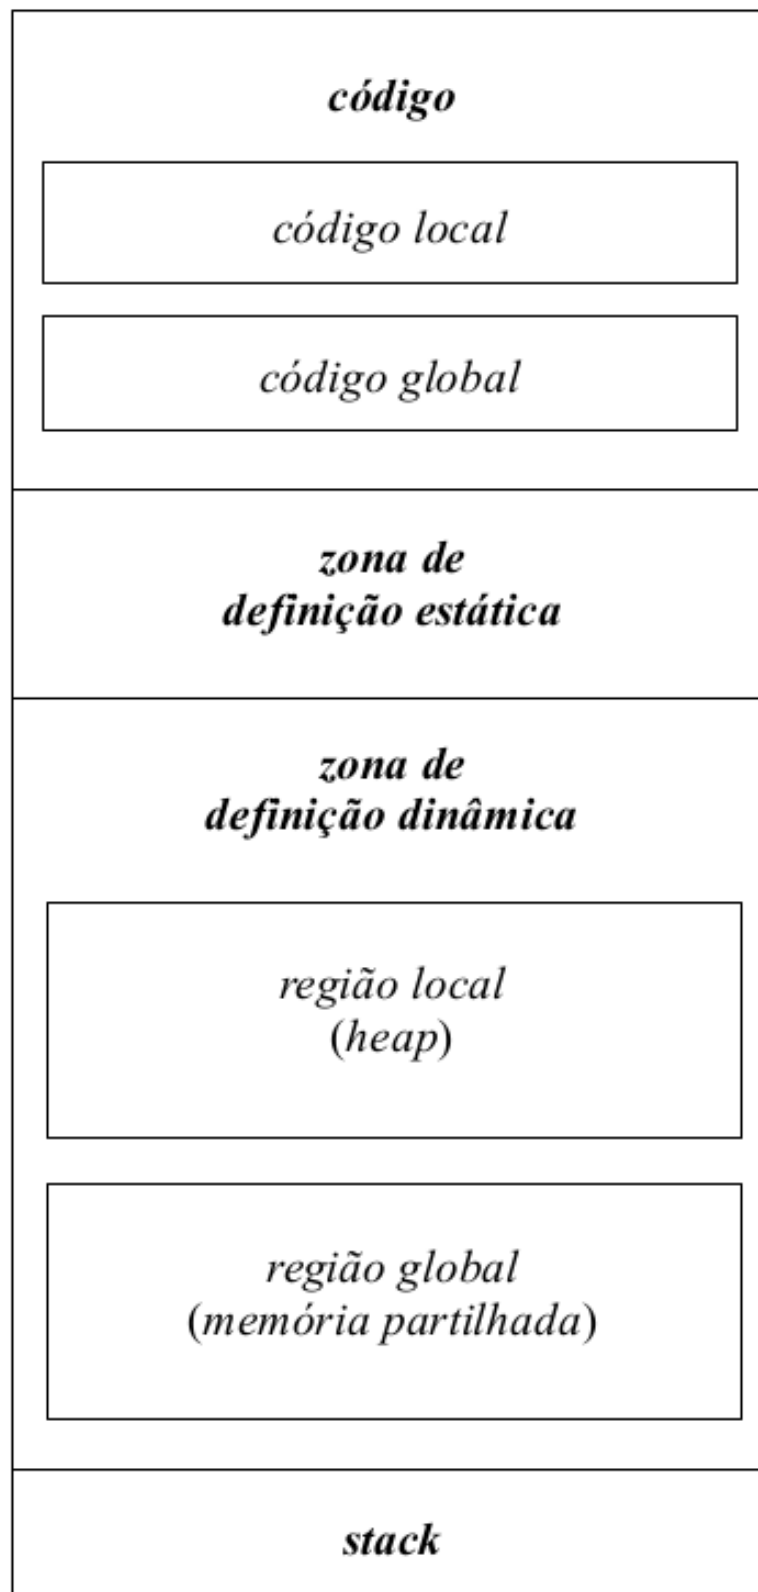 código
código local
código global
zona de
definição estática
zona de
definição dinâmica
região local
(heap)
região global
(memória partilhada)
stack